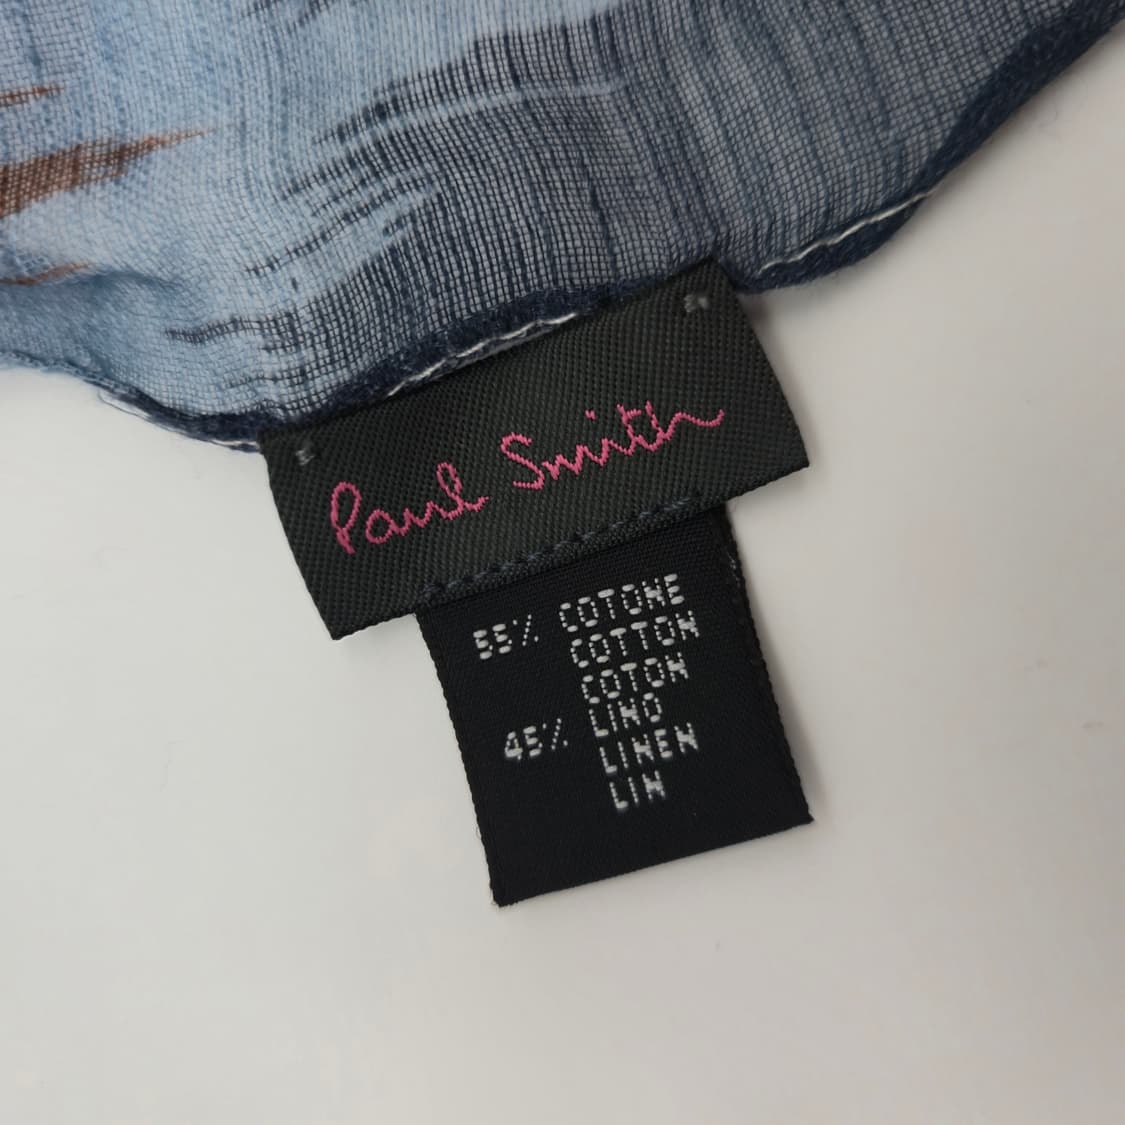 Paul Smith
55% COTONE
COTTON
COTON
45% LINO
LINEN
LIN